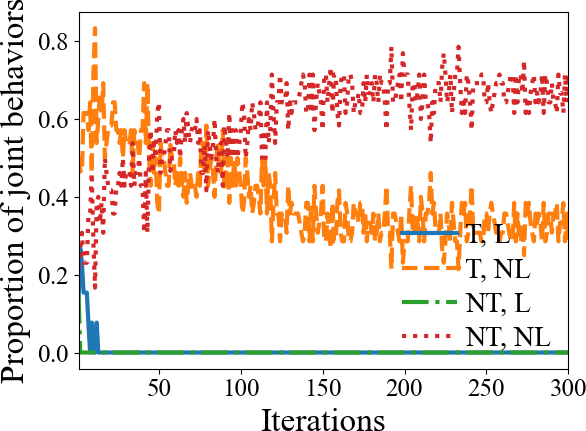 Proportion of joint behaviors
0.8
0.6
0.4
0.2
0.0
T, L
T, NL
NT, L
NT, NL
50 100 150 200 250 300
Iterations